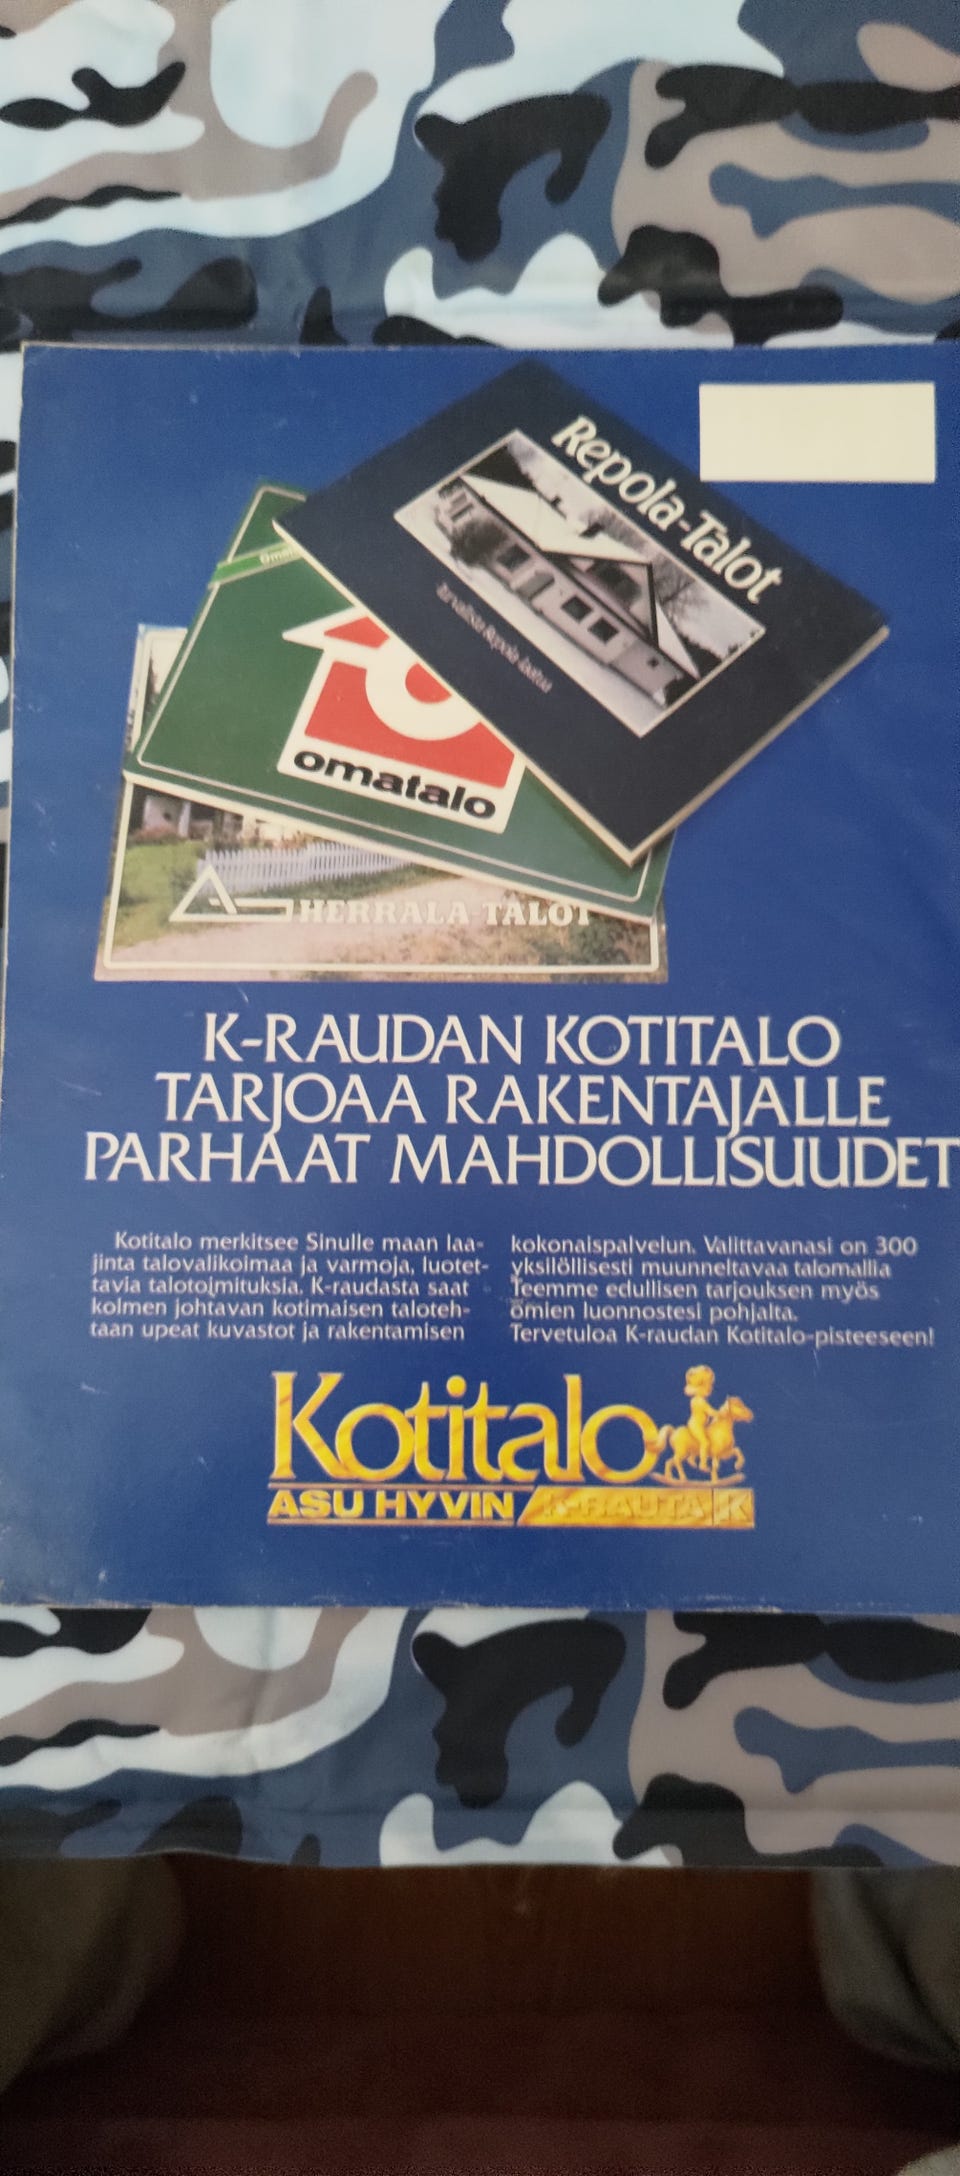 Repola-Talot
omatalo
HERRALA-TALOT
K-RAUDAN KOTITALO
TARJOAA RAKENTAJALLE
PARHAAT MAHDOLLISUUDET
Kotitalo merkitsee Sinulle maan laa-
jinta talovalikoimaa ja varmoja, luotet-
tavia talotoimituksia. K-raudasta saat
kolmen johtavan kotimaisen taloteh-
taan upeat kuvastot ja rakentamisen
kokonaispalvelun. Valittavanasi on 300
yksilöllisesti muunneltavaa talomallia
Teemme edullisen tarjouksen myös
omien luonnostesi pohjalta.
Tervetuloa K-raudan Kotitalo-pisteeseen!
Kotitalo
ASU HYVIN K-RAUTA K